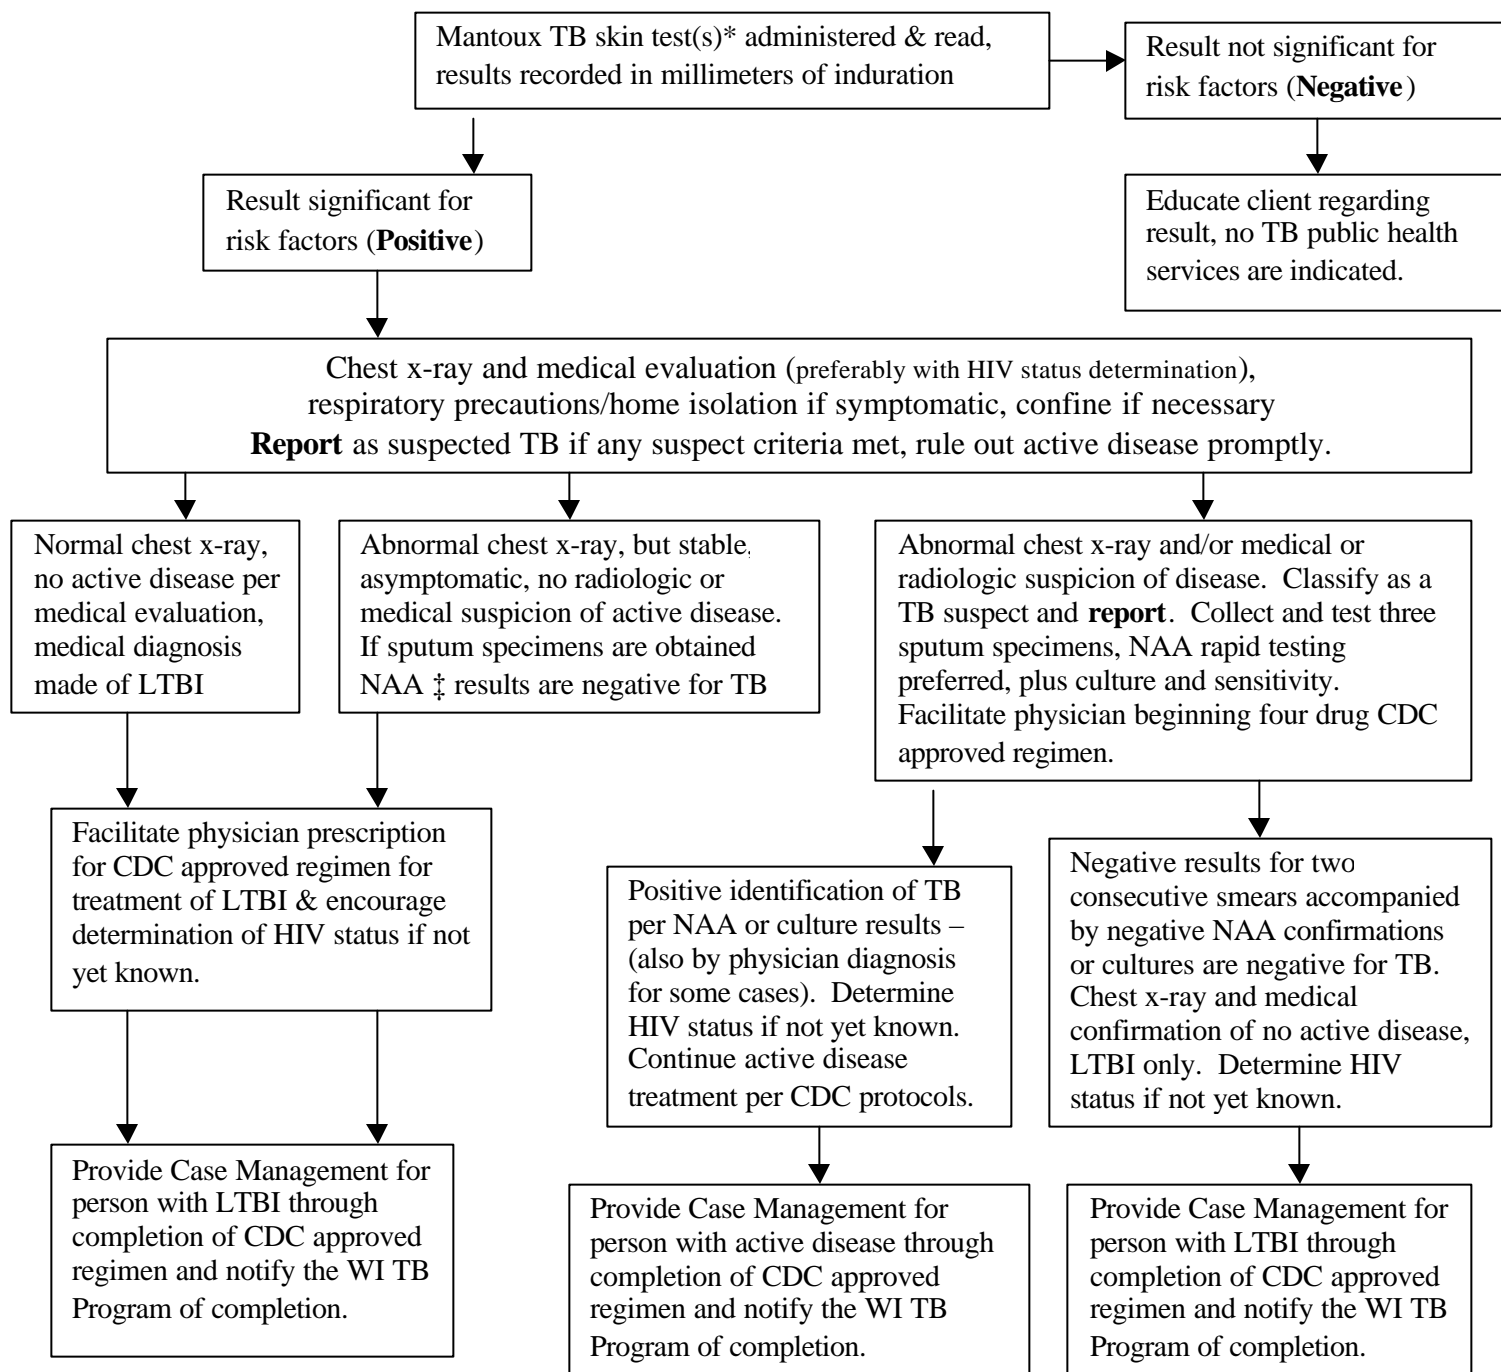 Mantoux TB skin test(s)* administered & read,
results recorded in millimeters of induration
Result not significant for
risk factors (Negative)
Result significant for
risk factors (Positive)
Educate client regarding
result, no TB public health
services are indicated.
Chest x-ray and medical evaluation (preferably with HIV status determination),
respiratory precautions/home isolation if symptomatic, confine if necessary
Report as suspected TB if any suspect criteria met, rule out active disease promptly.
Normal chest x-ray,
no active disease per
medical evaluation,
medical diagnosis
made of LTBI
Abnormal chest x-ray, but stable,
asymptomatic, no radiologic or
medical suspicion of active disease.
If sputum specimens are obtained
NAA ‡ results are negative for TB
Abnormal chest x-ray and/or medical or
radiologic suspicion of disease. Classify as a
TB suspect and report. Collect and test three
sputum specimens, NAA rapid testing
preferred, plus culture and sensitivity.
Facilitate physician beginning four drug CDC
approved regimen.
Facilitate physician prescription
for CDC approved regimen for
treatment of LTBI & encourage
determination of HIV status if not
yet known.
Positive identification of TB
per NAA or culture results –
(also by physician diagnosis
for some cases). Determine
HIV status if not yet known.
Continue active disease
treatment per CDC protocols.
Negative results for two
consecutive smears accompanied
by negative NAA confirmations
or cultures are negative for TB.
Chest x-ray and medical
confirmation of no active disease,
LTBI only. Determine HIV
status if not yet known.
Provide Case Management for
person with LTBI through
completion of CDC approved
regimen and notify the WI TB
Program of completion.
Provide Case Management for
person with active disease through
completion of CDC approved
regimen and notify the WI TB
Program of completion.
Provide Case Management for
person with LTBI through
completion of CDC approved
regimen and notify the WI TB
Program of completion.